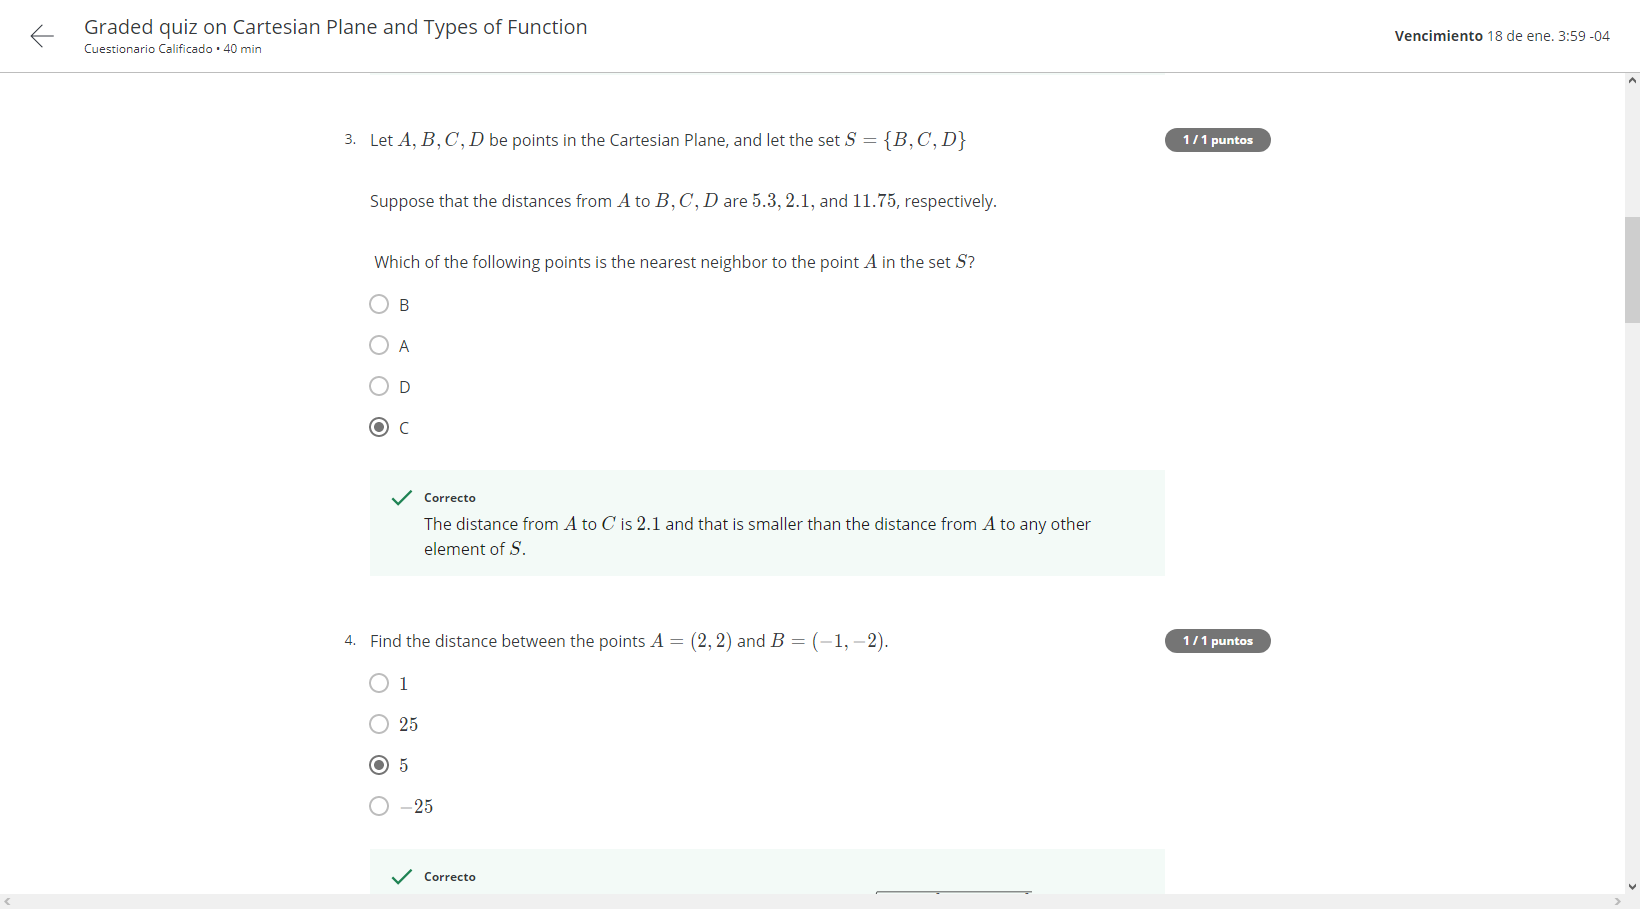 Graded quiz on Cartesian Plane and Types of Function
Cuestionario Calificado • 40 min
Vencimiento 18 de ene. 3:59 -04
3. Let A, B, C, D be points in the Cartesian Plane, and let the set S = {B, C, D}
1 / 1 puntos
Suppose that the distances from A to B, C, D are 5.3, 2.1, and 11.75, respectively.
Which of the following points is the nearest neighbor to the point A in the set S?
B
A
D
C
Correcto
The distance from A to C is 2.1 and that is smaller than the distance from A to any other
element of S.
4. Find the distance between the points A = (2, 2) and B = (−1, −2).
1 / 1 puntos
1
25
5
−25
Correcto